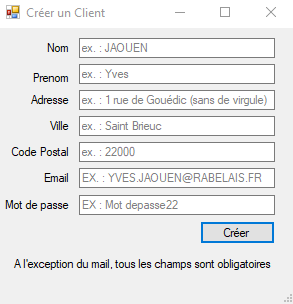 Créer un Client
Nom ex. : JAOUEN
Prenom ex. : Yves
Adresse ex. : 1 rue de Gouédic (sans de virgule)
Ville ex. : Saint Brieuc
Code Postal ex. : 22000
Email EX. : YVES.JAOUEN@RABELAIS.FR
Mot de passe EX : Mot depasse22
Créer
A l'exception du mail, tous les champs sont obligatoires